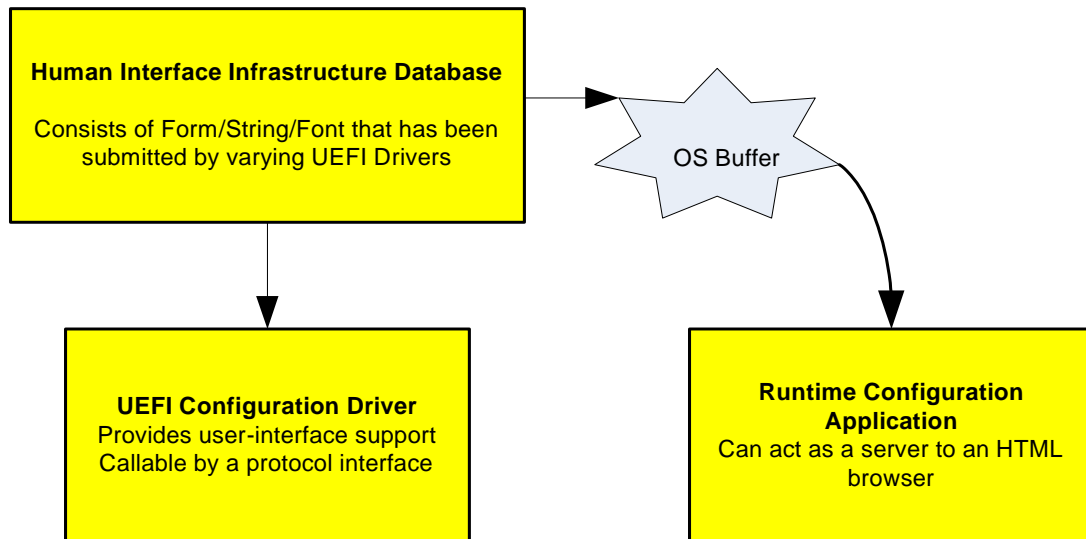 Human Interface Infrastructure Database
Consists of Form/String/Font that has been
submitted by varying UEFI Drivers
OS Buffer
UEFI Configuration Driver
Provides user-interface support
Callable by a protocol interface
Runtime Configuration
Application
Can act as a server to an HTML
browser